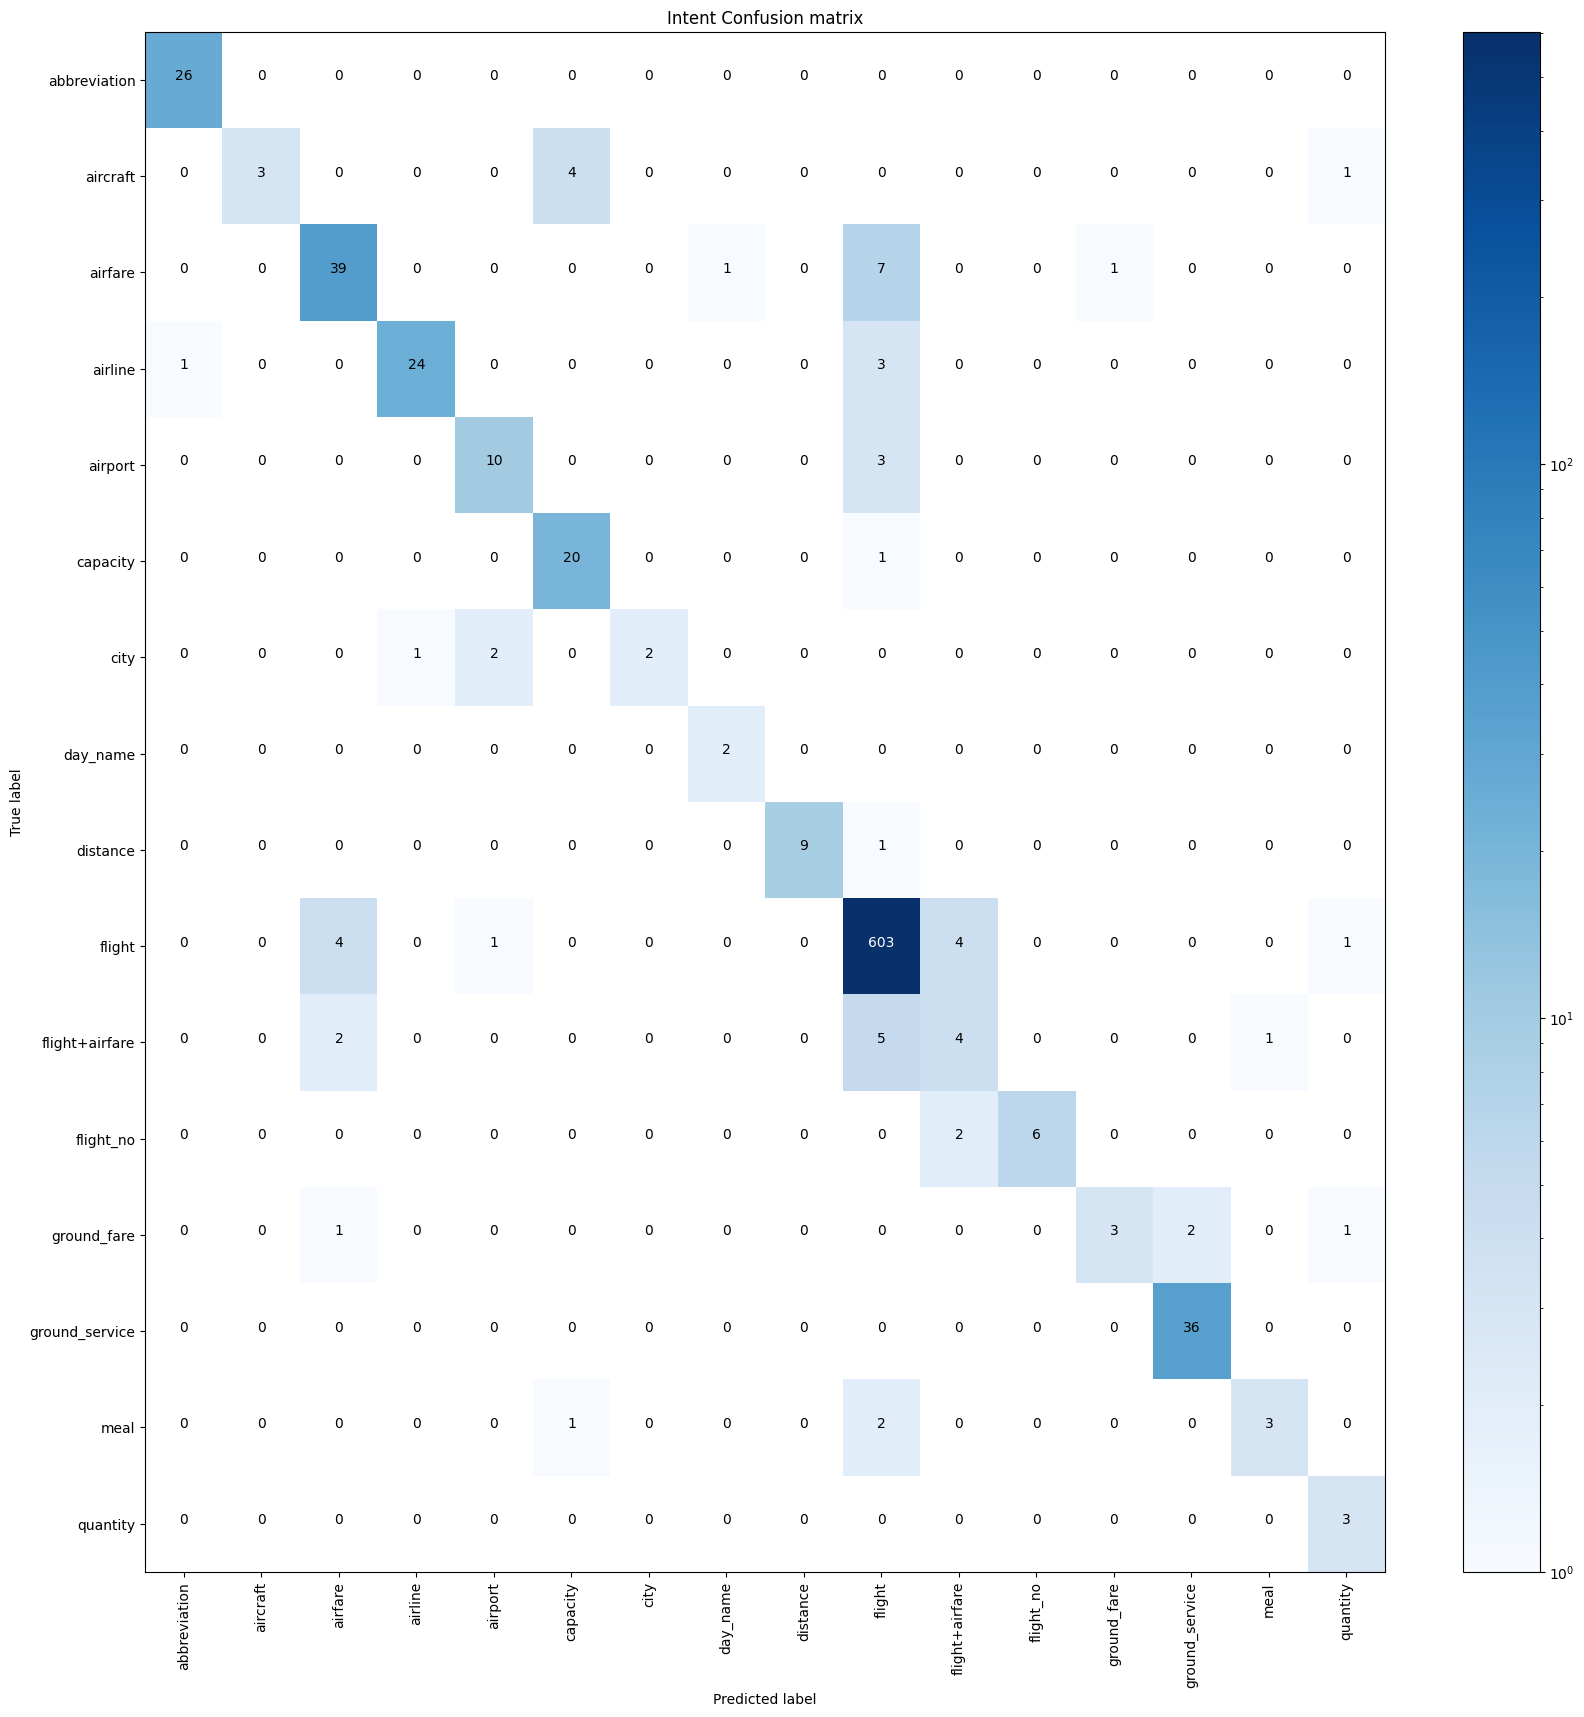 Intent Confusion matrix
True label
abbreviation 26 0 0 0 0 0 0 0 0 0 0 0 0 0 0 0
aircraft 0 3 0 0 0 4 0 0 0 0 0 0 0 0 0 1
airfare 0 0 39 0 0 0 0 1 0 7 0 0 1 0 0 0
airline 1 0 0 24 0 0 0 0 0 3 0 0 0 0 0 0
airport 0 0 0 0 10 0 0 0 0 3 0 0 0 0 0 0
capacity 0 0 0 0 0 20 0 0 0 1 0 0 0 0 0 0
city 0 0 0 1 2 0 2 0 0 0 0 0 0 0 0 0
day_name 0 0 0 0 0 0 0 2 0 0 0 0 0 0 0 0
distance 0 0 0 0 0 0 0 0 9 1 0 0 0 0 0 0
flight 0 0 4 0 1 0 0 0 0 603 4 0 0 0 0 1
flight+airfare 0 0 2 0 0 0 0 0 0 5 4 0 0 0 1 0
flight_no 0 0 0 0 0 0 0 0 0 0 2 6 0 0 0 0
ground_fare 0 0 1 0 0 0 0 0 0 0 0 0 3 2 0 1
ground_service 0 0 0 0 0 0 0 0 0 0 0 0 0 36 0 0
meal 0 0 0 0 0 1 0 0 0 2 0 0 0 0 3 0
quantity 0 0 0 0 0 0 0 0 0 0 0 0 0 0 0 3
abbreviation
aircraft
airfare
airline
airport
capacity
city
day_name
distance
flight
flight+airfare
flight_no
ground_fare
ground_service
meal
quantity
Predicted label
10²
10¹
10⁰